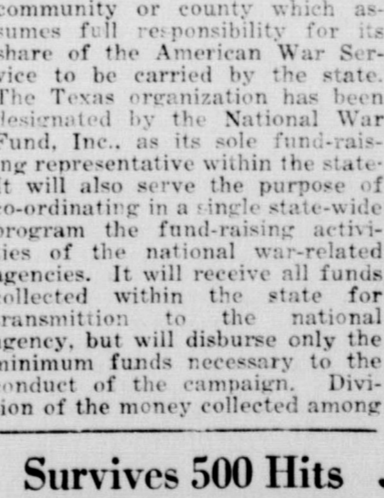 community or county which as-
sumes full responsibility for its
share of the American War Ser-
vice to be carried by the state.
The Texas organization has been
designated by the National War
Fund, Inc., as its sole fund-rais-
ing representative within the state.
It will also serve the purpose of
co-ordinating in a single state-wide
program the fund-raising activi-
ties of the national war-related
agencies. It will receive all funds
collected within the state for
transmittion to the national
agency, but will disburse only the
minimum funds necessary to the
conduct of the campaign. Divi-
ion of the money collected among
Survives 500 Hits